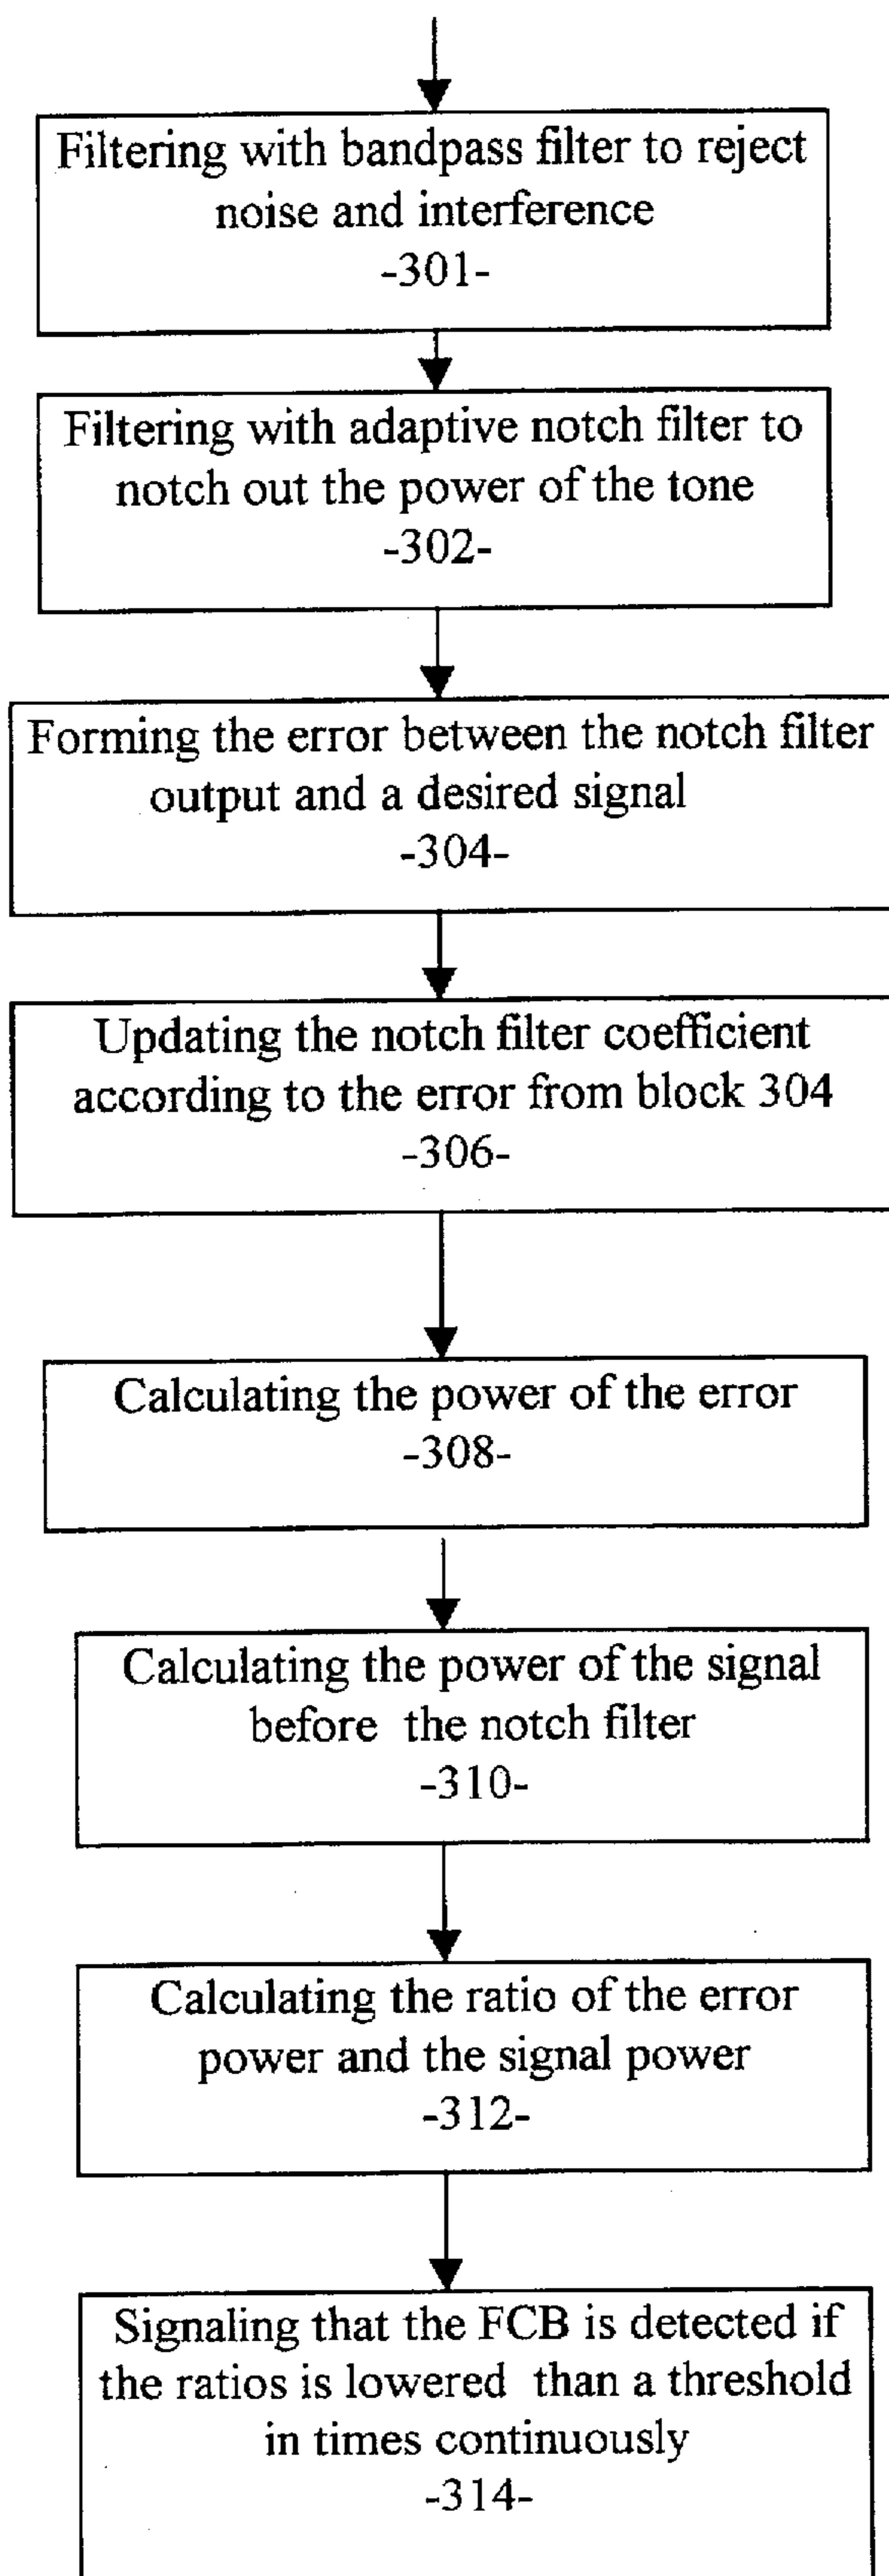 Filtering with bandpass filter to reject
noise and interference
-301-
Filtering with adaptive notch filter to
notch out the power of the tone
-302-
Forming the error between the notch filter
output and a desired signal
-304-
Updating the notch filter coefficient
according to the error from block 304
-306-
Calculating the power of the error
-308-
Calculating the power of the signal
before the notch filter
-310-
Calculating the ratio of the error
power and the signal power
-312-
Signaling that the FCB is detected if
the ratios is lowered than a threshold
in times continuously
-314-